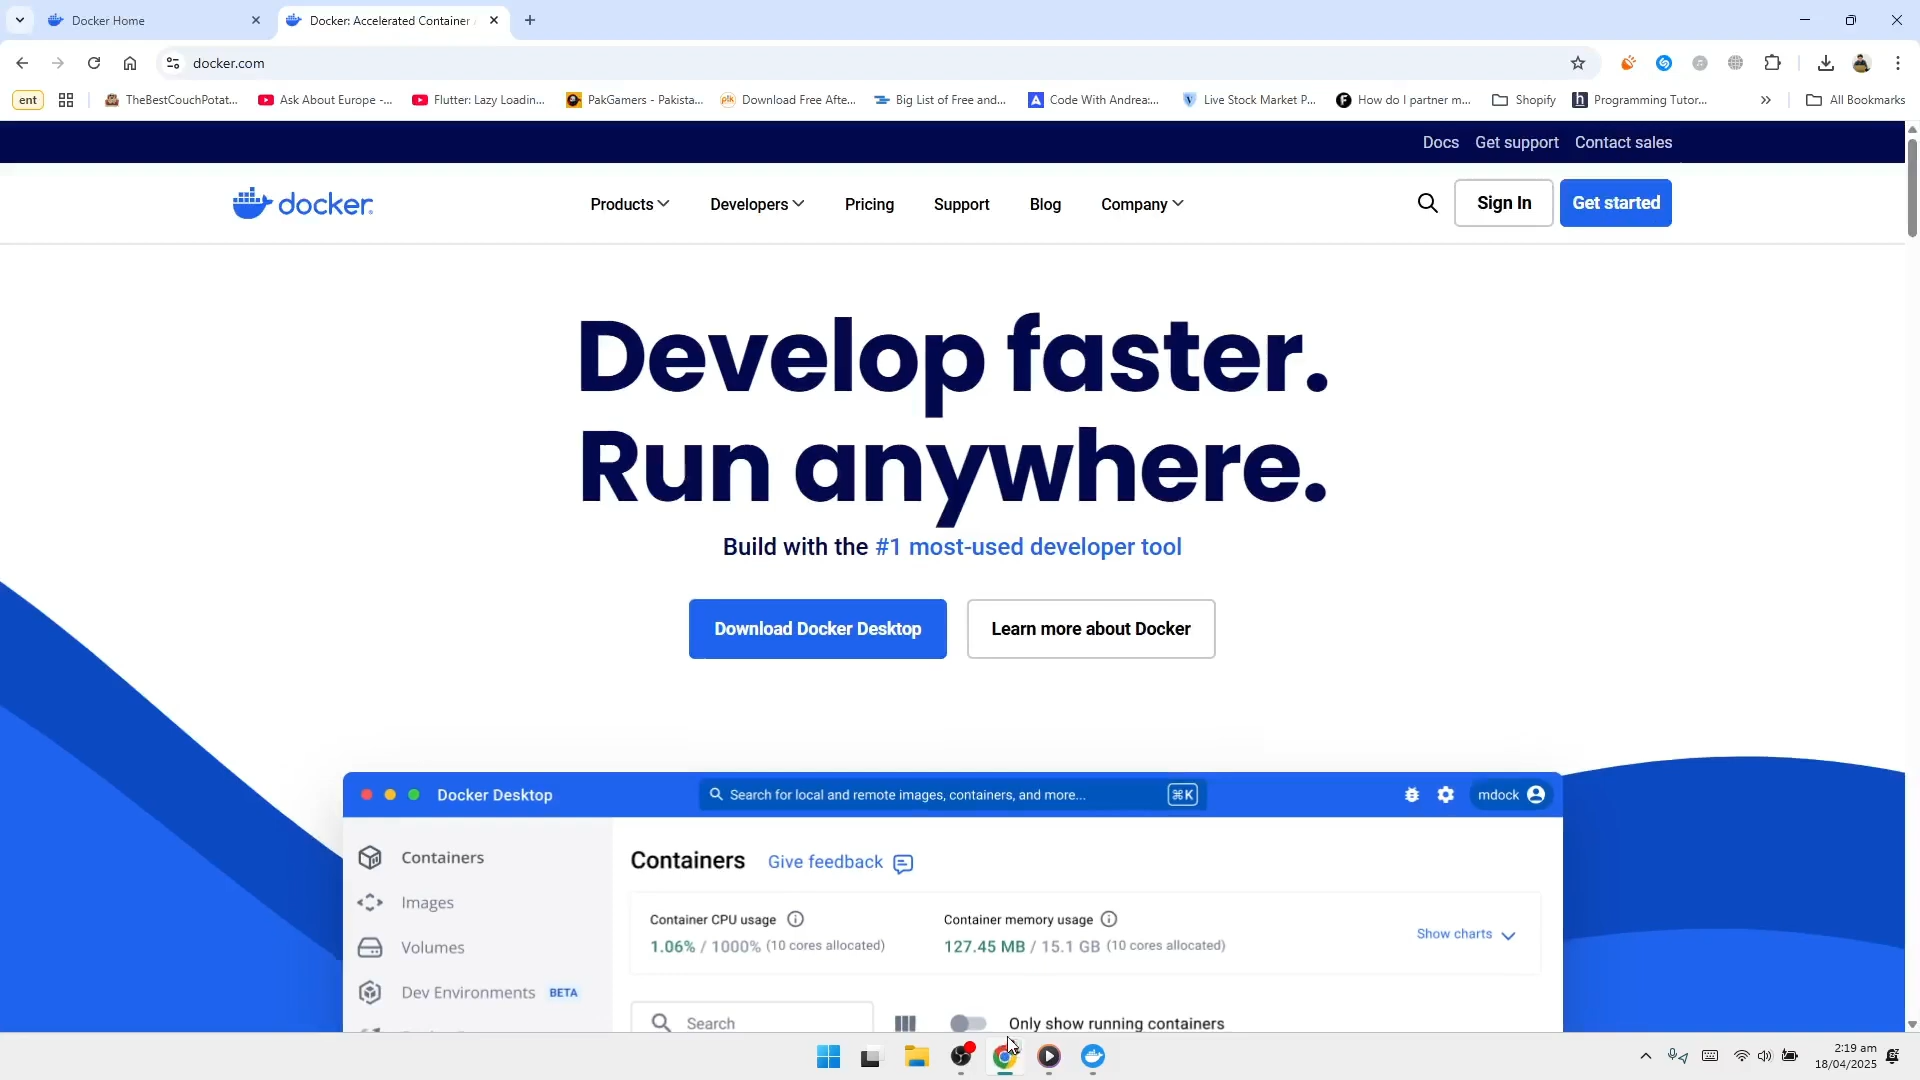 Docker Home
Docker: Accelerated Container
docker.com
ent
TheBestCouchPotat...
Ask About Europe -...
Flutter: Lazy Loadin...
PakGamers - Pakista...
Download Free Afte...
Big List of Free and...
Code With Andrea:...
Live Stock Market P...
How do I partner m...
Shopify
Programming Tutor...
All Bookmarks
Docs
Get support
Contact sales
docker
Products
Developers
Pricing
Support
Blog
Company
Sign In
Get started
Develop faster.
Run anywhere.
Build with the #1 most-used developer tool
Download Docker Desktop
Learn more about Docker
Docker Desktop
Search for local and remote images, containers, and more...
⌘K
mdock
Containers
Images
Volumes
Dev Environments BETA
Containers
Give feedback
Container CPU usage
1.06% / 1000% (10 cores allocated)
Container memory usage
127.45 MB / 15.1 GB (10 cores allocated)
Show charts
Search
Only show running containers
2:19 am
18/04/2025